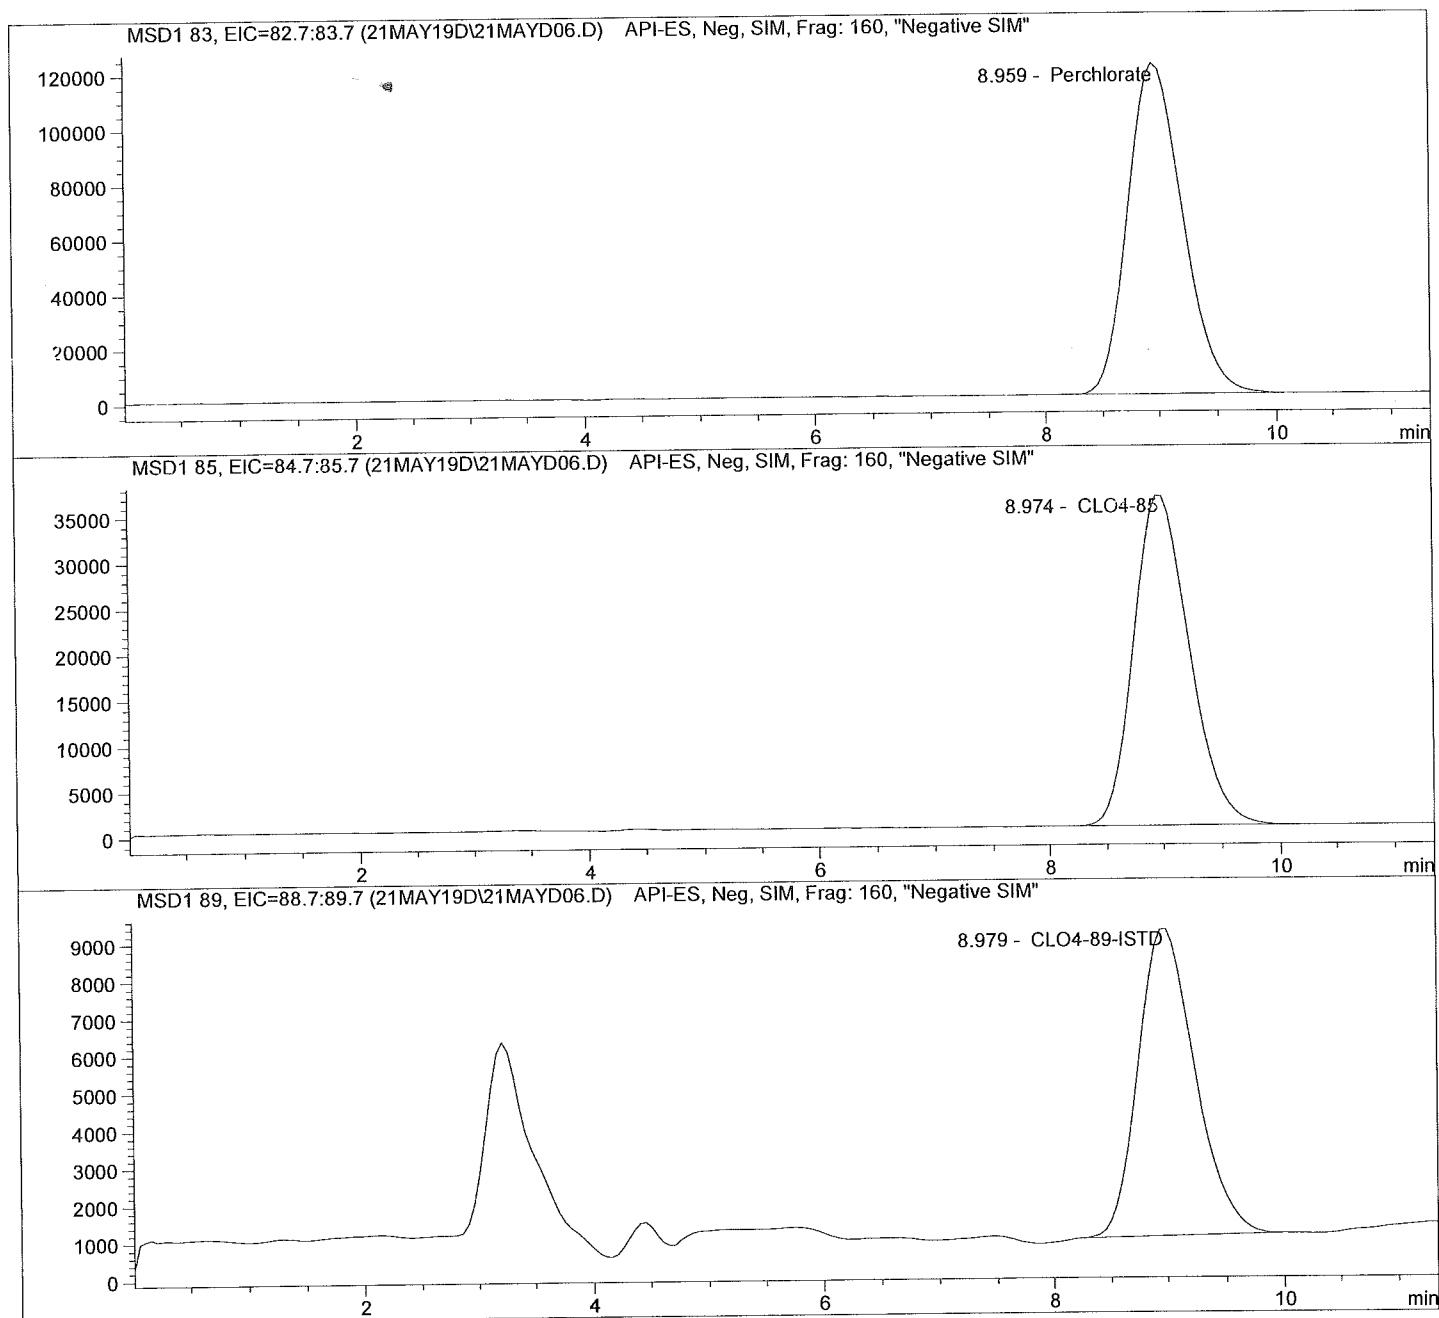 MSD1 83, EIC=82.7:83.7 (21MAY19D\21MAYD06.D) API-ES, Neg, SIM, Frag: 160, "Negative SIM"
8.959 - Perchlorate
120000
100000
80000
60000
40000
20000
0
2 4 6 8 10 min
MSD1 85, EIC=84.7:85.7 (21MAY19D\21MAYD06.D) API-ES, Neg, SIM, Frag: 160, "Negative SIM"
8.974 - CLO4-85
35000
30000
25000
20000
15000
10000
5000
0
2 4 6 8 10 min
MSD1 89, EIC=88.7:89.7 (21MAY19D\21MAYD06.D) API-ES, Neg, SIM, Frag: 160, "Negative SIM"
8.979 - CLO4-89-ISTD
9000
8000
7000
6000
5000
4000
3000
2000
1000
0
2 4 6 8 10 min